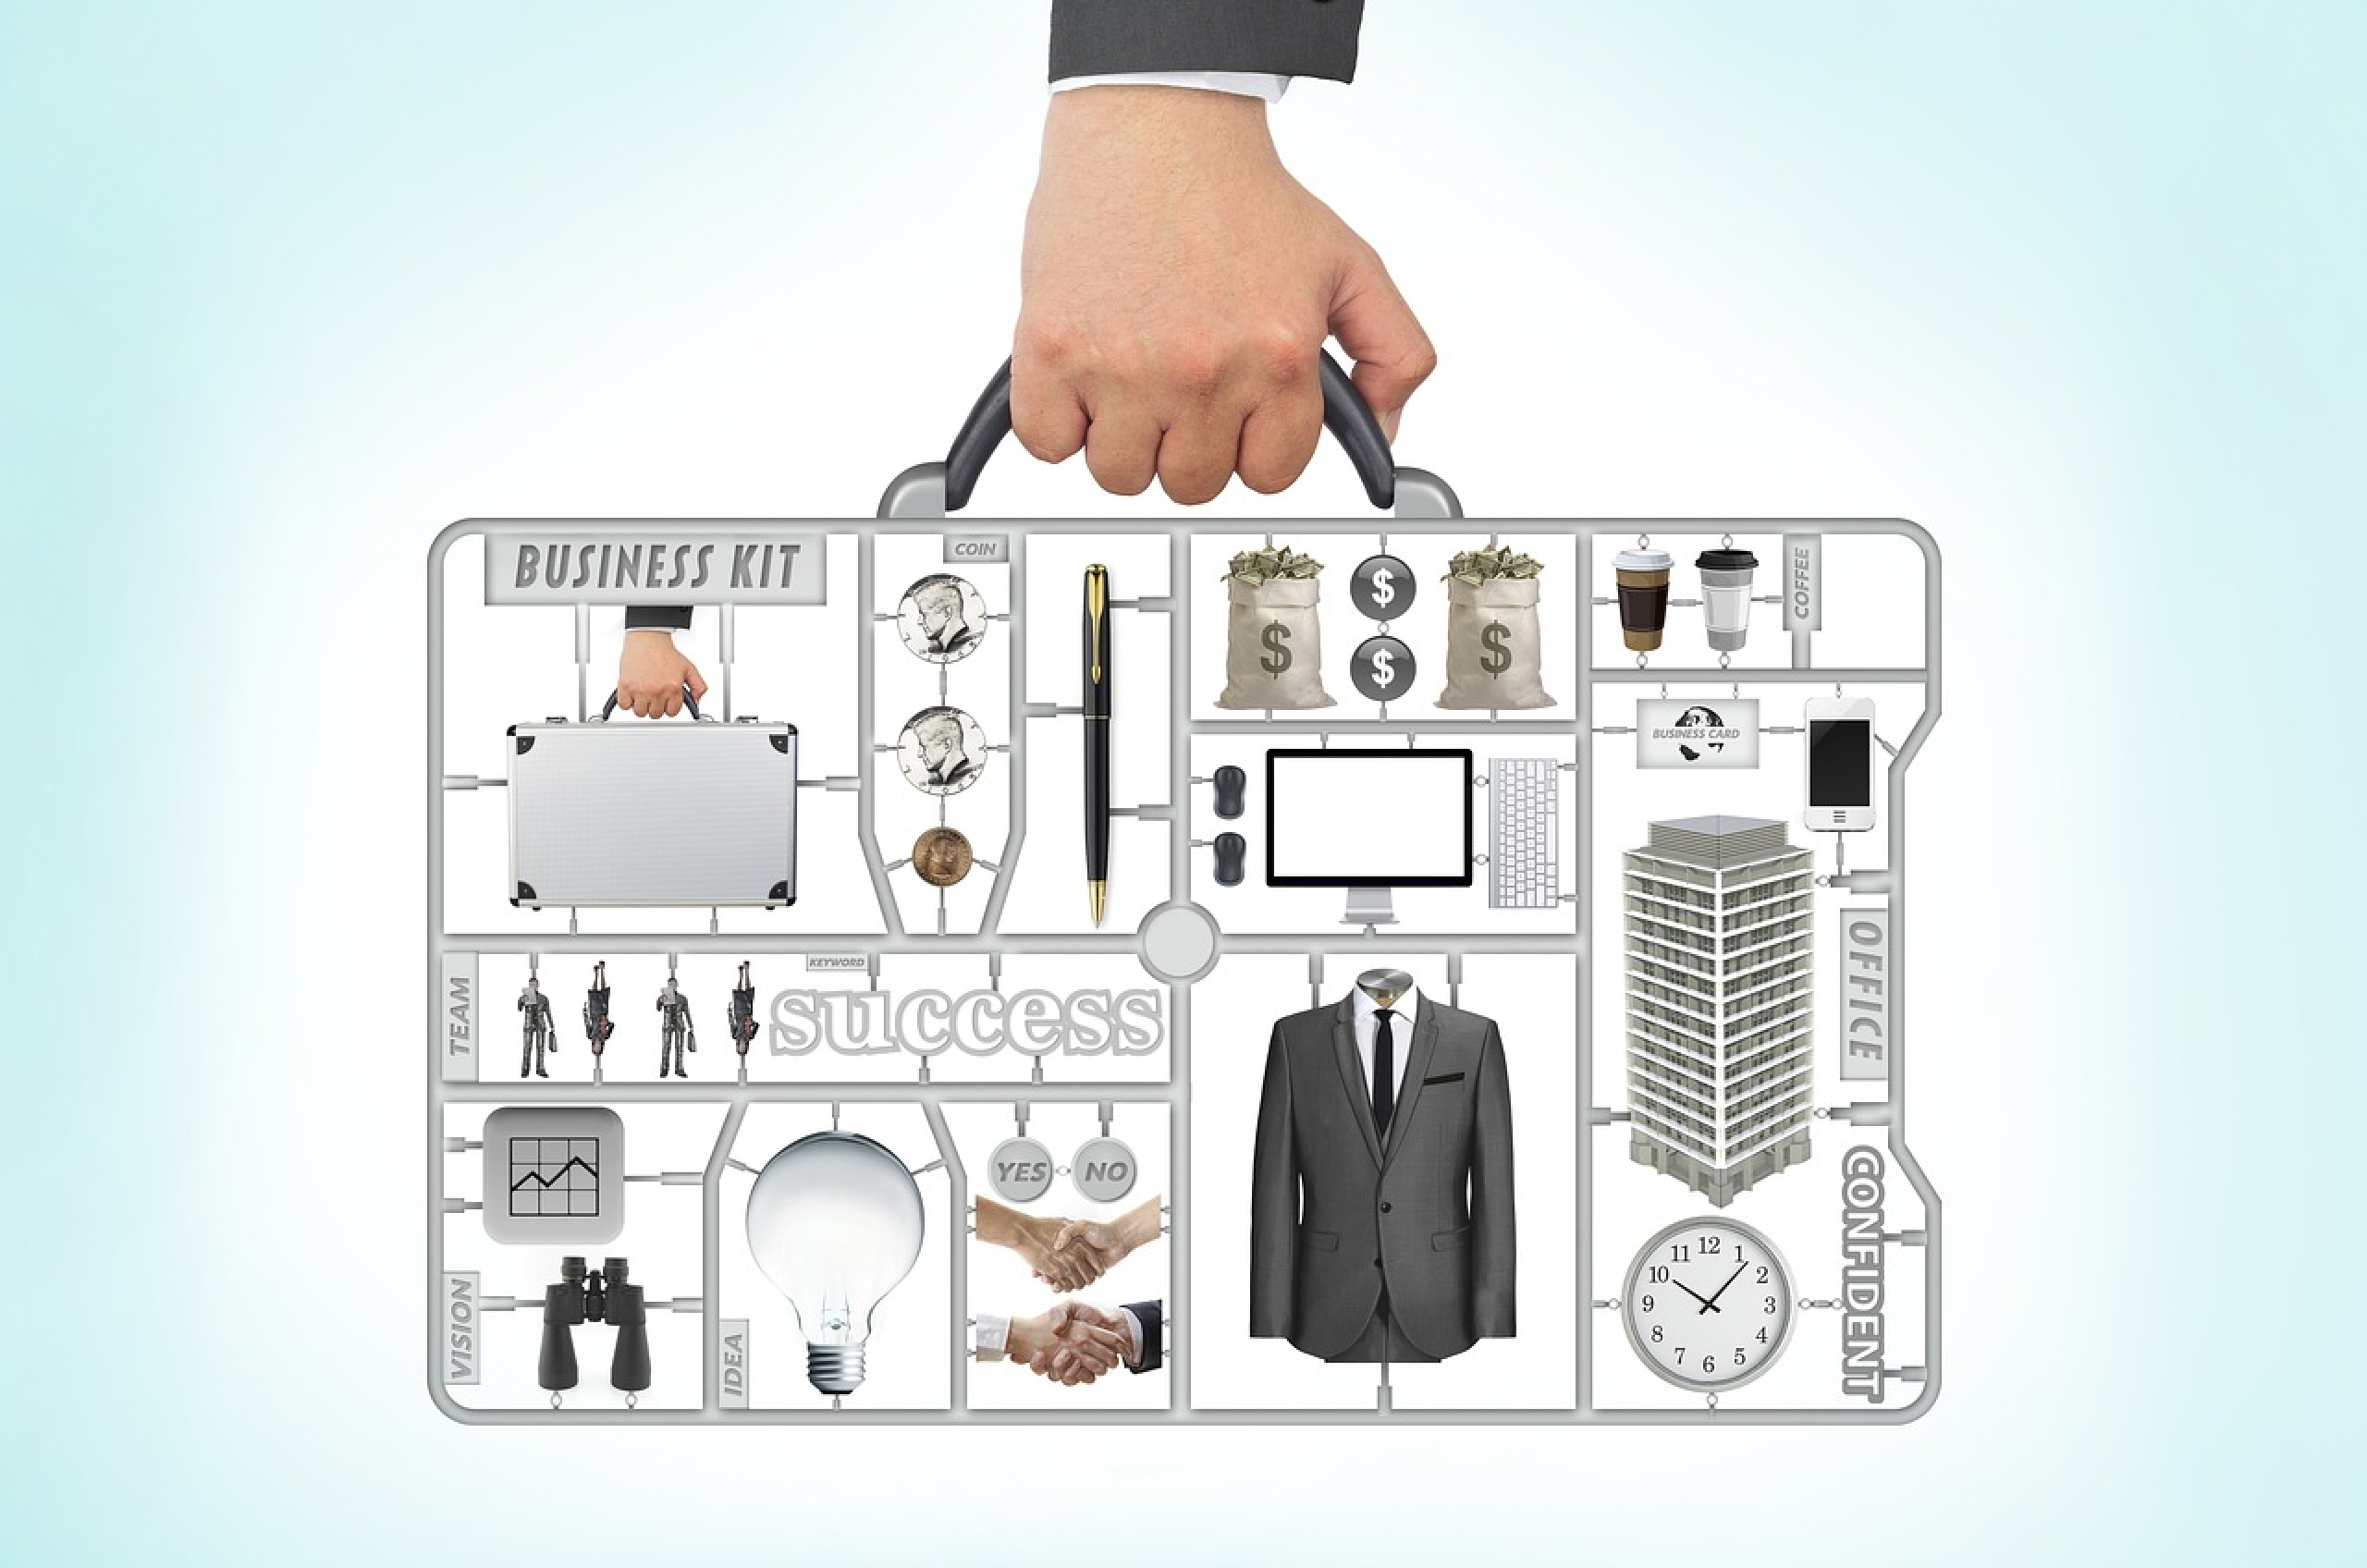 BUSINESS KIT
COIN
$
$
$
$
COFFEE
BUSINESS CARD
OFFICE
TEAM
KEYWORD
success
YES
NO
VISION
IDEA
CONFIDENT
12
1
2
3
4
5
6
7
8
9
10
11